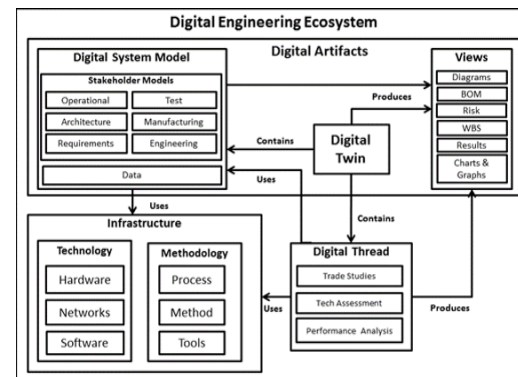 Digital Engineering Ecosystem
Digital Artifacts
Digital System Model
Stakeholder Models
Operational
Test
Architecture
Manufacturing
Requirements
Engineering
Data
Views
Diagrams
BOM
Risk
WBS
Results
Charts &
Graphs
Produces
Digital
Twin
Contains
Uses
Uses
Contains
Infrastructure
Technology
Hardware
Networks
Software
Methodology
Process
Method
Tools
Digital Thread
Trade Studies
Tech Assessment
Performance Analysis
Uses
Produces